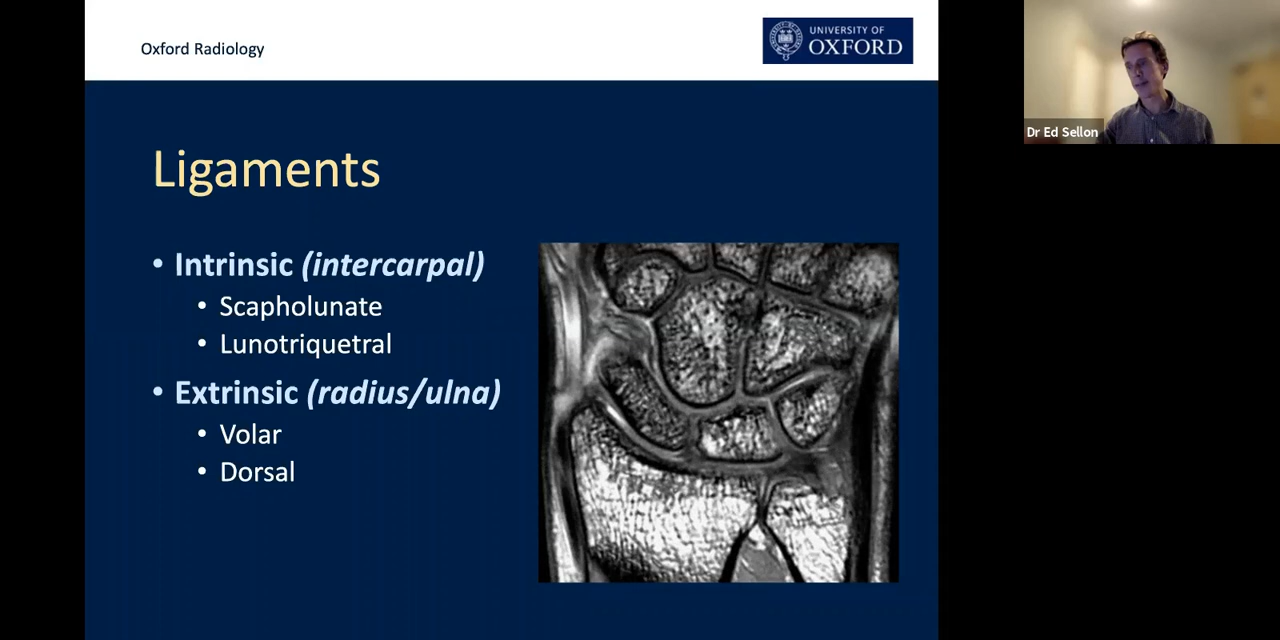 Oxford Radiology
UNIVERSITY OF
OXFORD
Dr Ed Sellon
Ligaments
• Intrinsic (intercarpal)
• Scapholunate
• Lunotriquetral
• Extrinsic (radius/ulna)
• Volar
• Dorsal